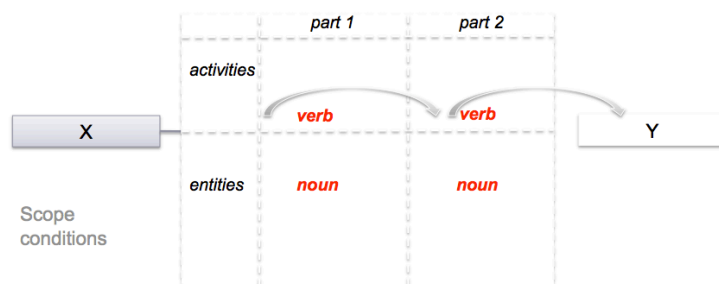 part 1 part 2
activities
verb verb
X Y
entities noun noun
Scope
conditions